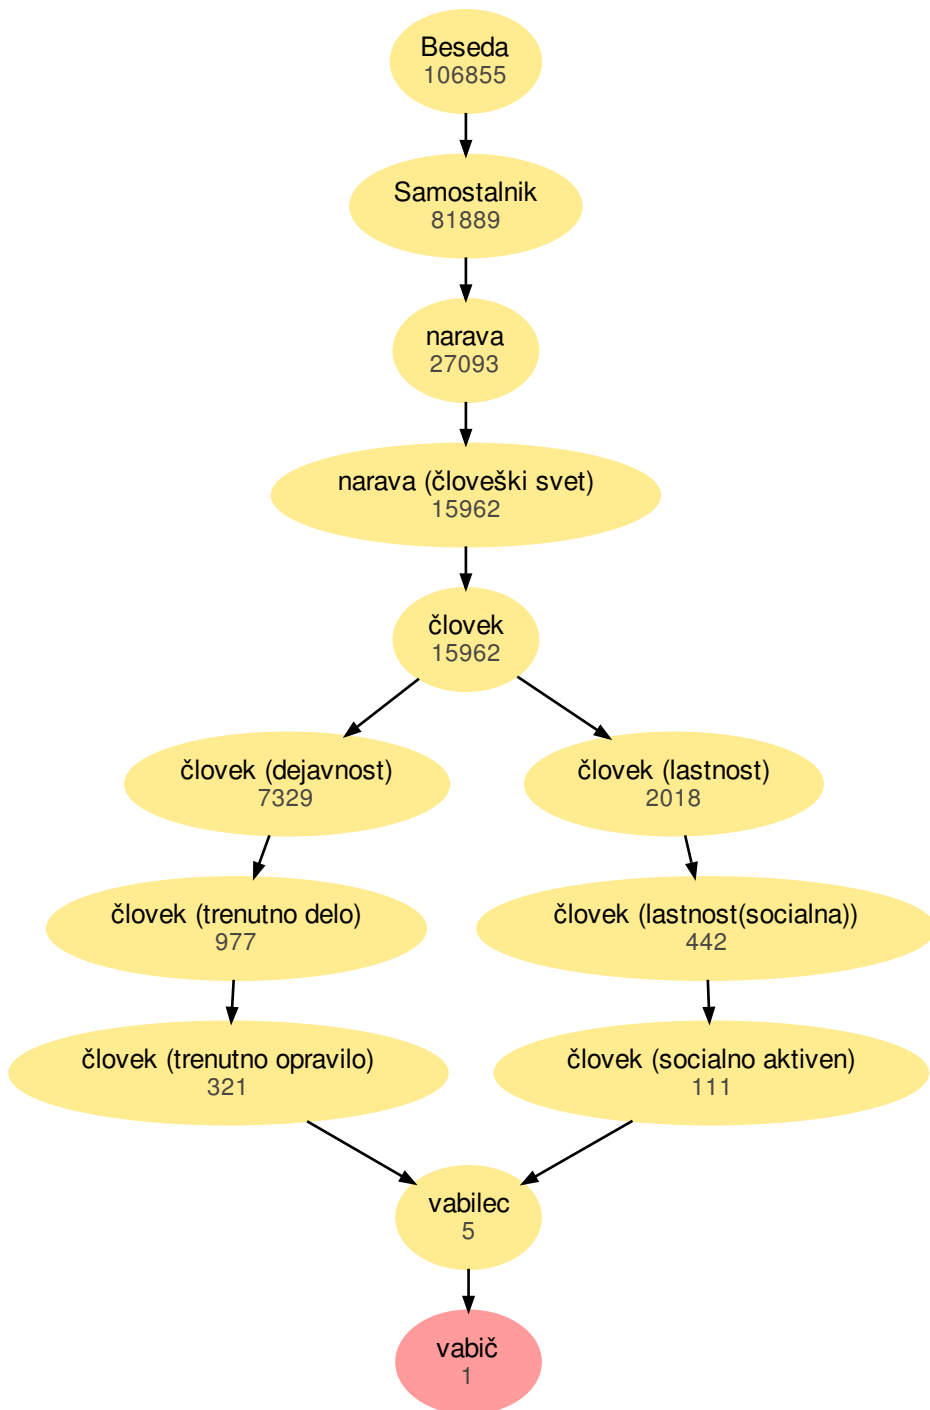 Beseda
106855
Samostalnik
81889
narava
27093
narava (človeški svet)
15962
človek
15962
človek (dejavnost)
7329
človek (lastnost)
2018
človek (trenutno delo)
977
človek (lastnost(socialna))
442
človek (trenutno opravilo)
321
človek (socialno aktiven)
111
vabilec
5
vabič
1